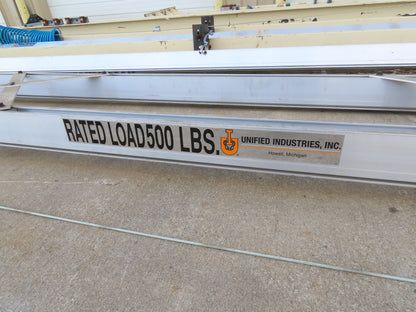 RATED LOAD 500 LBS.
UNIFIED INDUSTRIES, INC.
Howell, Michigan